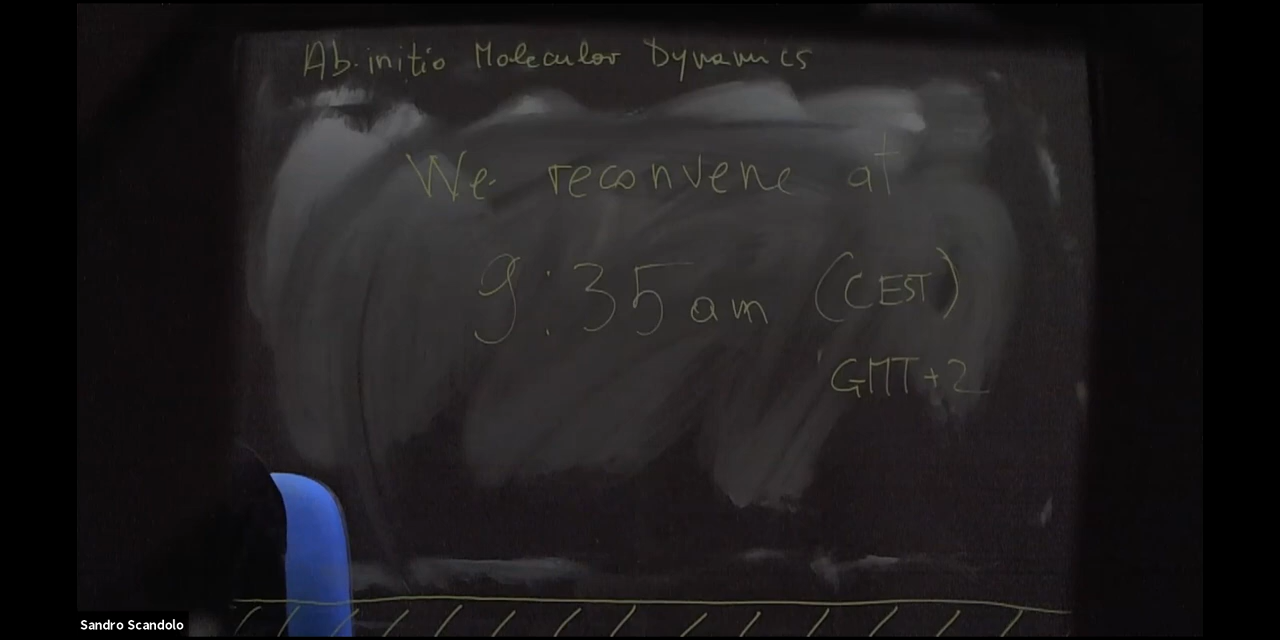 Ab-initio Molecular Dynamics
We reconvene at
9:35 am (CEST)
GMT+2
Sandro Scandolo